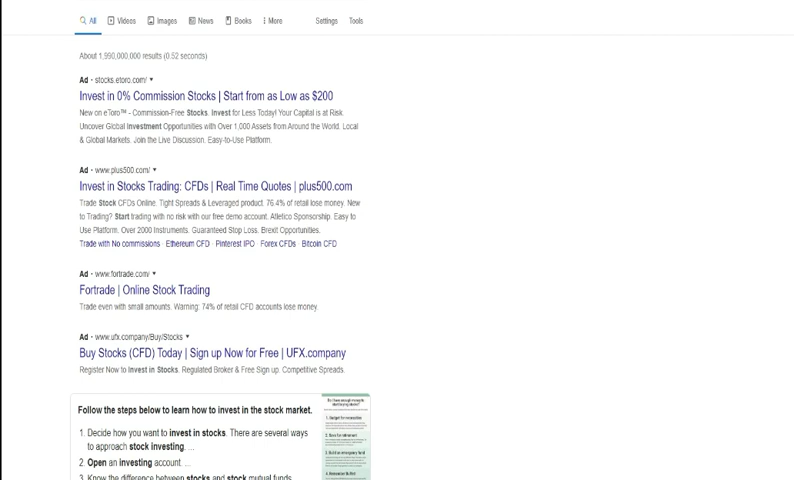 All Videos Images News Books More Settings Tools
About 1,990,000,000 results (0.52 seconds)
Ad · stocks.etoro.com/
Invest in 0% Commission Stocks | Start from as Low as $200
New on eToro™ - Commission-Free Stocks. Invest for Less Today! Your Capital is at Risk.
Uncover Global Investment Opportunities with Over 1,000 Assets from Around the World. Local
& Global Markets. Join the Live Discussion. Easy-to-Use Platform.
Ad · www.plus500.com/
Invest in Stocks Trading: CFDs | Real Time Quotes | plus500.com
Trade Stock CFDs Online. Tight Spreads & Leveraged product. 76.4% of retail lose money. New
to Trading? Start trading with no risk with our free demo account. Atletico Sponsorship. Easy to
Use Platform. Over 2000 Instruments. Guaranteed Stop Loss. Brexit Opportunities.
Trade with No commissions · Ethereum CFD · Pinterest IPO · Forex CFDs · Bitcoin CFD
Ad · www.fortrade.com/
Fortrade | Online Stock Trading
Trade even with small amounts. Warning: 74% of retail CFD accounts lose money.
Ad · www.ufx.company/Buy/Stocks
Buy Stocks (CFD) Today | Sign up Now for Free | UFX.company
Register Now to Invest in Stocks. Regulated Broker & Free Sign up. Competitive Spreads.
Follow the steps below to learn how to invest in the stock market.
1. Decide how you want to invest in stocks. There are several ways
to approach stock investing. ...
2. Open an investing account. ...
3. Know the difference between stocks and stock mutual funds.